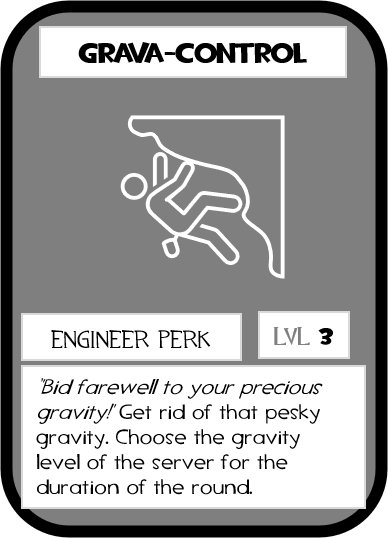 GRAVA-CONTROL
ENGINEER PERK
LVL 3
'Bid farewell to your precious
gravity!' Get rid of that pesky
gravity. Choose the gravity
level of the server for the
duration of the round.